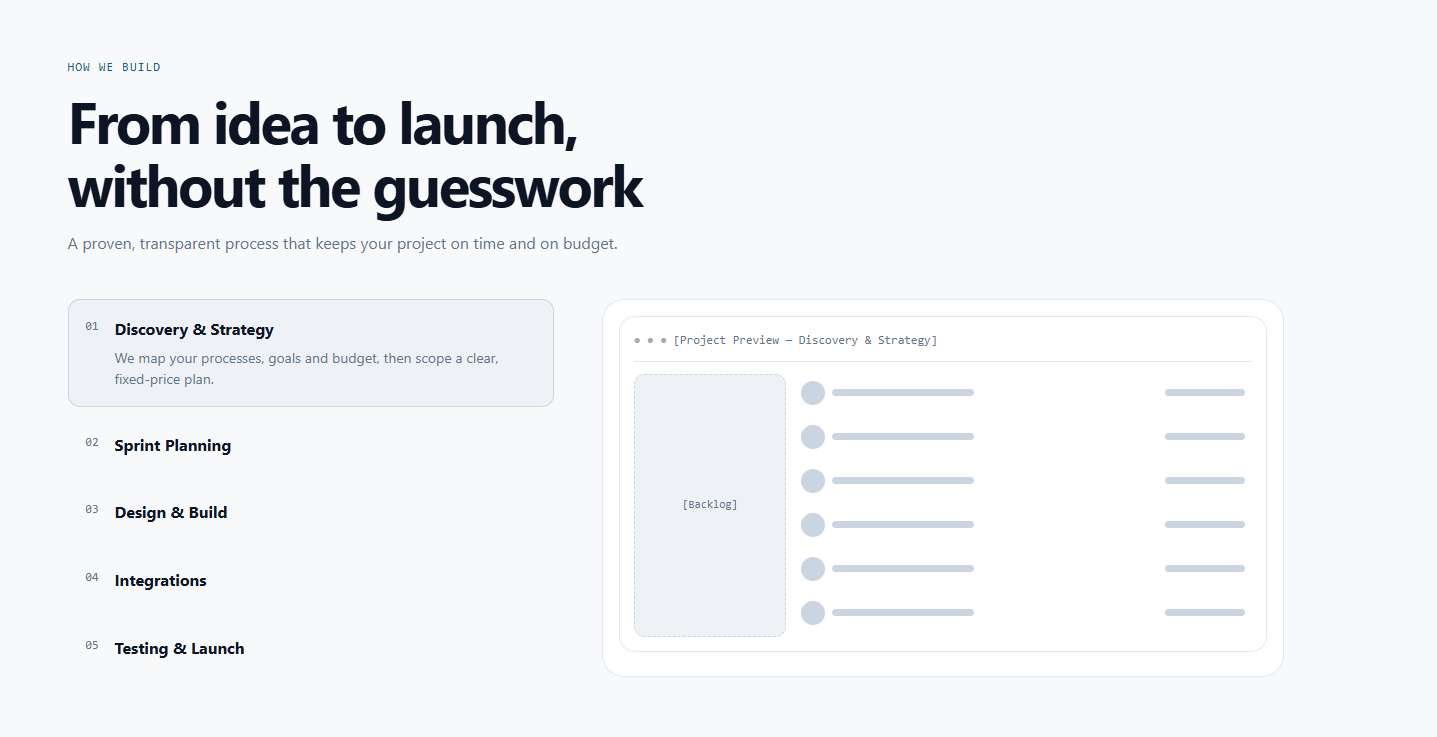 HOW WE BUILD
From idea to launch,
without the guesswork
A proven, transparent process that keeps your project on time and on budget.
01 Discovery & Strategy
We map your processes, goals and budget, then scope a clear,
fixed-price plan.
02 Sprint Planning
03 Design & Build
04 Integrations
05 Testing & Launch
[Project Preview — Discovery & Strategy]
[Backlog]